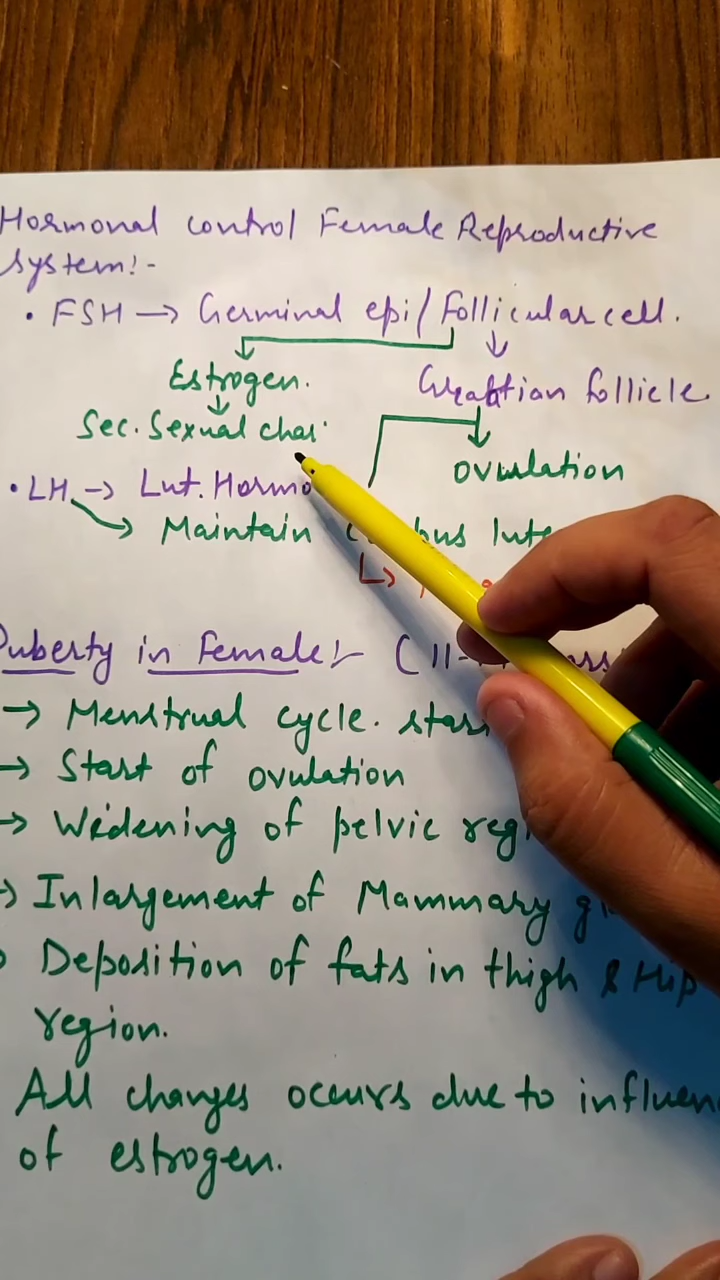 Hormonal control Female Reproductive
System:-
• FSH → Germinal epi/Follicular cell.
Estrogen.
Graafian follicle.
Sec. Sexual char.
ovulation
• LH → Lut. Hormo
→ Maintain
Puberty in Female:- (11-
→ Menstrual cycle.
→ Start of ovulation
→ Widening of pelvic reg
→ Inlargement of Mammary
Deposition of fats in thigh & Hip
region.
All changes occurs due to influen
of estrogen.